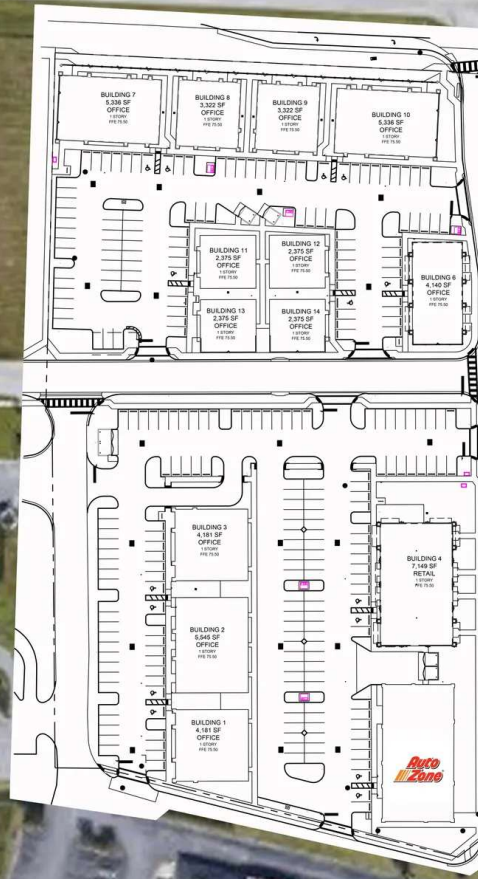 BUILDING 7
5,336 SF
OFFICE
1 STORY
FFE 75.50
BUILDING 8
3,322 SF
OFFICE
1 STORY
FFE 75.50
BUILDING 9
3,322 SF
OFFICE
1 STORY
FFE 75.50
BUILDING 10
5,336 SF
OFFICE
1 STORY
FFE 75.50
BUILDING 11
2,375 SF
OFFICE
1 STORY
FFE 75.50
BUILDING 12
2,375 SF
OFFICE
1 STORY
FFE 75.50
BUILDING 6
4,140 SF
OFFICE
1 STORY
FFE 75.50
BUILDING 13
2,375 SF
OFFICE
1 STORY
FFE 75.50
BUILDING 14
2,375 SF
OFFICE
1 STORY
FFE 75.50
BUILDING 3
4,181 SF
OFFICE
1 STORY
FFE 75.50
BUILDING 4
7,149 SF
RETAIL
1 STORY
FFE 75.50
BUILDING 2
5,545 SF
OFFICE
1 STORY
FFE 75.50
BUILDING 1
4,181 SF
OFFICE
1 STORY
FFE 75.50
Auto
Zone